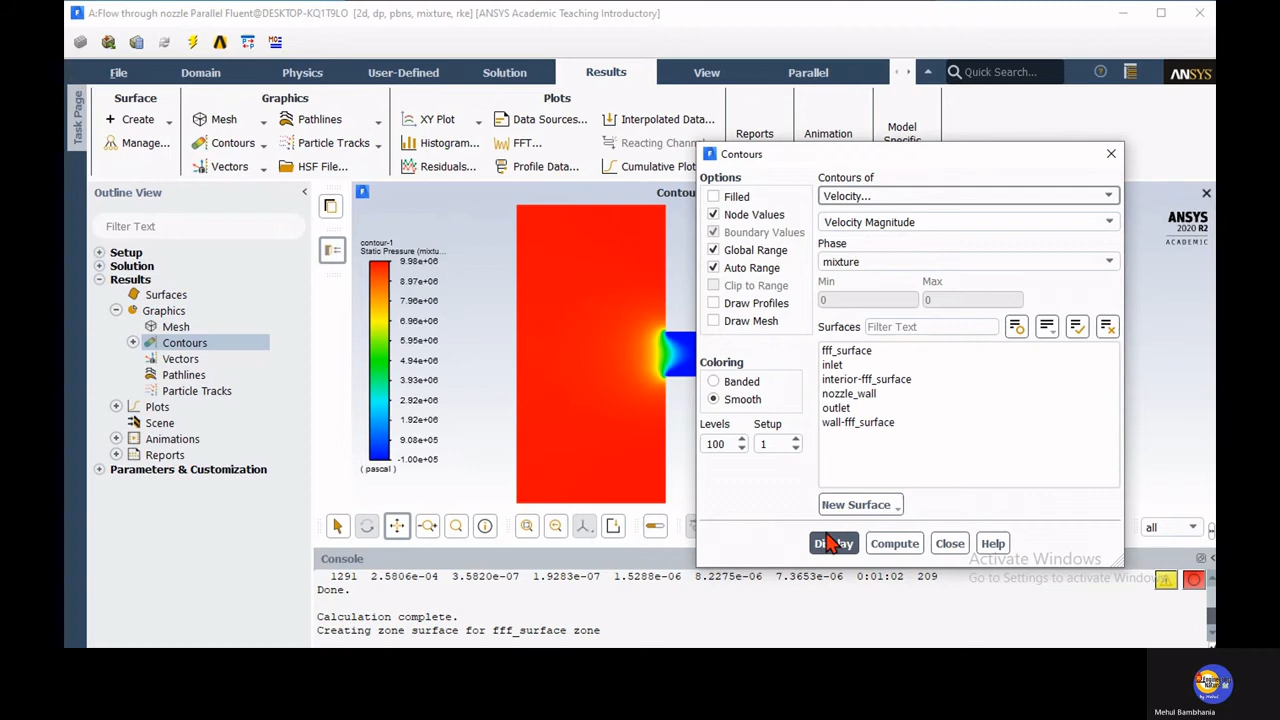 A:Flow through nozzle Parallel Fluent@DESKTOP-KQ1T9LO [2d, dp, pbns, mixture, rke] [ANSYS Academic Teaching Introductory]
File Domain Physics User-Defined Solution Results View Parallel Quick Search... ANSYS
Task Page
Surface Graphics Plots
Create Mesh Pathlines XY Plot Data Sources... Interpolated Data...
Manage... Contours Particle Tracks Histogram... FFT... Reacting Channel
Vectors HSF File... Residuals... Profile Data... Cumulative Plot
Reports Animation Model
Specific
Outline View
Filter Text
Setup
Solution
Results
Surfaces
Graphics
Mesh
Contours
Vectors
Pathlines
Particle Tracks
Plots
Scene
Animations
Reports
Parameters & Customization
Contou
contour-1
Static Pressure (mixtu...
9.98e+06
8.97e+06
7.96e+06
6.96e+06
5.95e+06
4.94e+06
3.93e+06
2.92e+06
1.92e+06
9.08e+05
-1.00e+05
( pascal )
ANSYS
2020 R2
ACADEMIC
all
Contours
Options
Filled
Node Values
Boundary Values
Global Range
Auto Range
Clip to Range
Draw Profiles
Draw Mesh
Coloring
Banded
Smooth
Levels Setup
100 1
Contours of
Velocity...
Velocity Magnitude
Phase
mixture
Min Max
0 0
Surfaces Filter Text
fff_surface
inlet
interior-fff_surface
nozzle_wall
outlet
wall-fff_surface
New Surface
Display Compute Close Help
Activate Windows
Go to Settings to activate Windows.
Console
1291 2.5806e-04 3.5820e-07 1.9283e-07 1.5288e-06 8.2275e-06 7.3653e-06 0:01:02 209
Done.
Calculation complete.
Creating zone surface for fff_surface zone
Mehul Bambhania